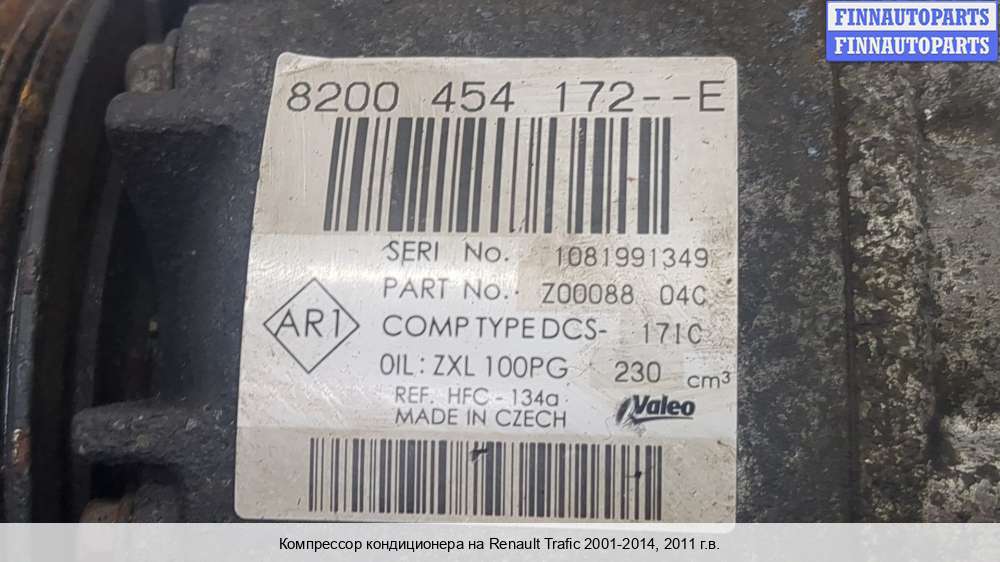 FINNAUTOPARTS
FINNAUTOPARTS
8200 454 172--E
SERI No. 1081991349
PART No. Z00088 04C
AR1
COMP TYPE DCS- 171C
OIL: ZXL 100PG 230 cm³
REF. HFC - 134a
MADE IN CZECH
Valeo
Компрессор кондиционера на Renault Trafic 2001-2014, 2011 г.в.